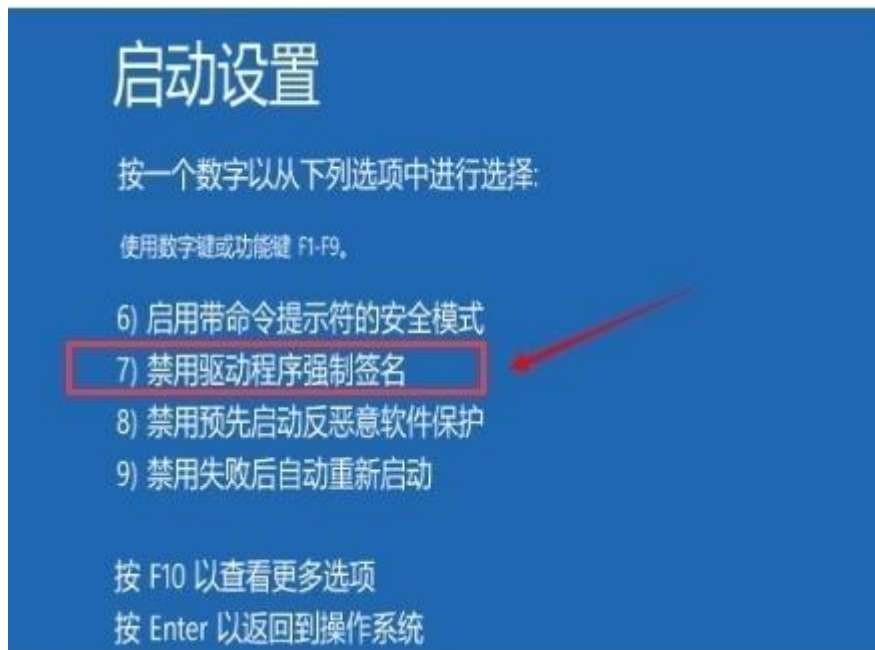 启动设置
按一个数字以从下列选项中进行选择:
使用数字键或功能键 F1-F9。
6) 启用带命令提示符的安全模式
7) 禁用驱动程序强制签名
8) 禁用预先启动反恶意软件保护
9) 禁用失败后自动重新启动
按 F10 以查看更多选项
按 Enter 以返回到操作系统